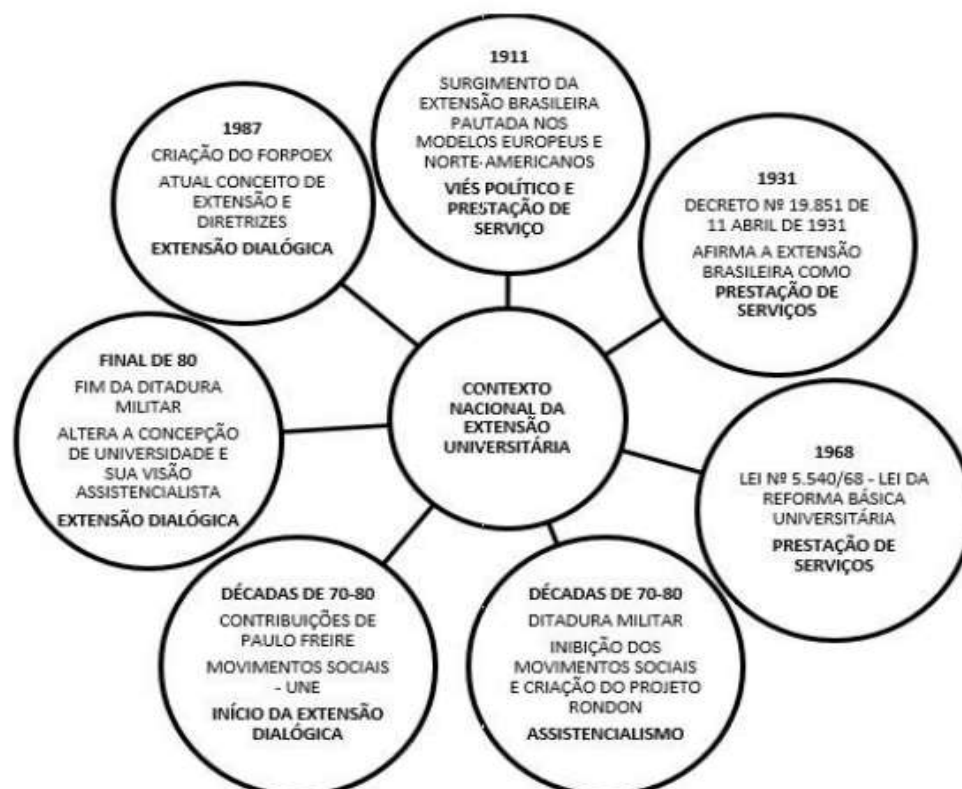 1911
SURGIMENTO DA
EXTENSÃO BRASILEIRA
PAUTADA NOS
MODELOS EUROPEUS E
NORTE-AMERICANOS
VIÉS POLÍTICO E
PRESTAÇÃO DE
SERVIÇO
1931
DECRETO Nº 19.851 DE
11 ABRIL DE 1931
AFIRMA A EXTENSÃO
BRASILEIRA COMO
PRESTAÇÃO DE
SERVIÇOS
1968
LEI Nº 5.540/68 - LEI DA
REFORMA BÁSICA
UNIVERSITÁRIA
PRESTAÇÃO DE
SERVIÇOS
DÉCADAS DE 70-80
DITADURA MILITAR
INIBIÇÃO DOS
MOVIMENTOS SOCIAIS
E CRIAÇÃO DO PROJETO
RONDON
ASSISTENCIALISMO
DÉCADAS DE 70-80
CONTRIBUIÇÕES DE
PAULO FREIRE
MOVIMENTOS SOCIAIS
- UNE
INÍCIO DA EXTENSÃO
DIALÓGICA
FINAL DE 80
FIM DA DITADURA
MILITAR
ALTERA A CONCEPÇÃO
DE UNIVERSIDADE E
SUA VISÃO
ASSISTENCIALISTA
EXTENSÃO DIALÓGICA
1987
CRIAÇÃO DO FORPOEX
ATUAL CONCEITO DE
EXTENSÃO E
DIRETRIZES
EXTENSÃO DIALÓGICA
CONTEXTO
NACIONAL DA
EXTENSÃO
UNIVERSITÁRIA